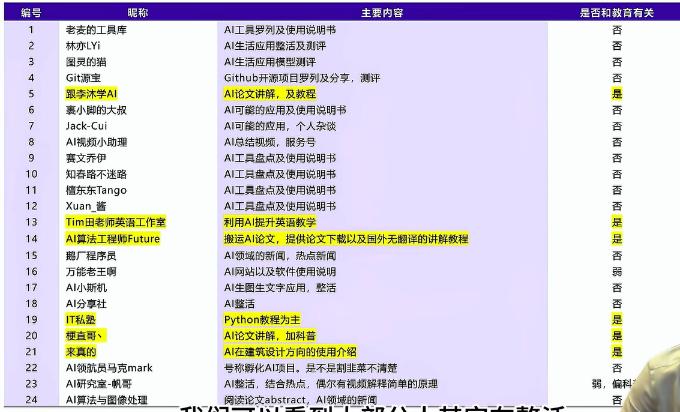 编号 昵称 主要内容 是否和教育有关
1 老麦的工具库 AI工具罗列及使用说明书 否
2 林亦LYi AI生活应用整活及测评 否
3 图灵的猫 AI生活应用模型测评 否
4 Git源宝 Github开源项目罗列及分享，测评 否
5 跟李沐学AI AI论文讲解，及教程 是
6 裹小脚的大叔 AI可能的应用及使用说明书 否
7 Jack-Cui AI可能的应用，个人杂谈 否
8 AI视频小助理 AI总结视频，服务号 否
9 赛文乔伊 AI工具盘点及使用说明书 否
10 知春路不迷路 AI工具盘点及使用说明书 否
11 檀东东Tango AI工具盘点及使用说明书 否
12 Xuan_酱 AI工具盘点及使用说明书 否
13 Tim田老师英语工作室 利用AI提升英语教学 是
14 AI算法工程师Future 搬运AI论文，提供论文下载以及国外无翻译的讲解教程 是
15 鹅厂程序员 AI领域的新闻，热点新闻 否
16 万能老王啊 AI网站以及软件使用说明 弱
17 AI小斯机 AI生图生文字应用，整活 否
18 AI分享社 AI整活 否
19 IT私塾 Python教程为主 是
20 梗直哥丶 AI论文讲解，加科普 是
21 来真的 AI在建筑设计方向的使用介绍 是
22 AI领航员马克mark 号称孵化AI项目。是不是割韭菜不清楚 否
23 AI研究室-帆哥 AI整活，结合热点，偶尔有视频解释简单的原理 弱，偏科
24 AI算法与图像处理 阅读论文abstract，AI领域的新闻 否
我们可以看到大部分人其实在整活